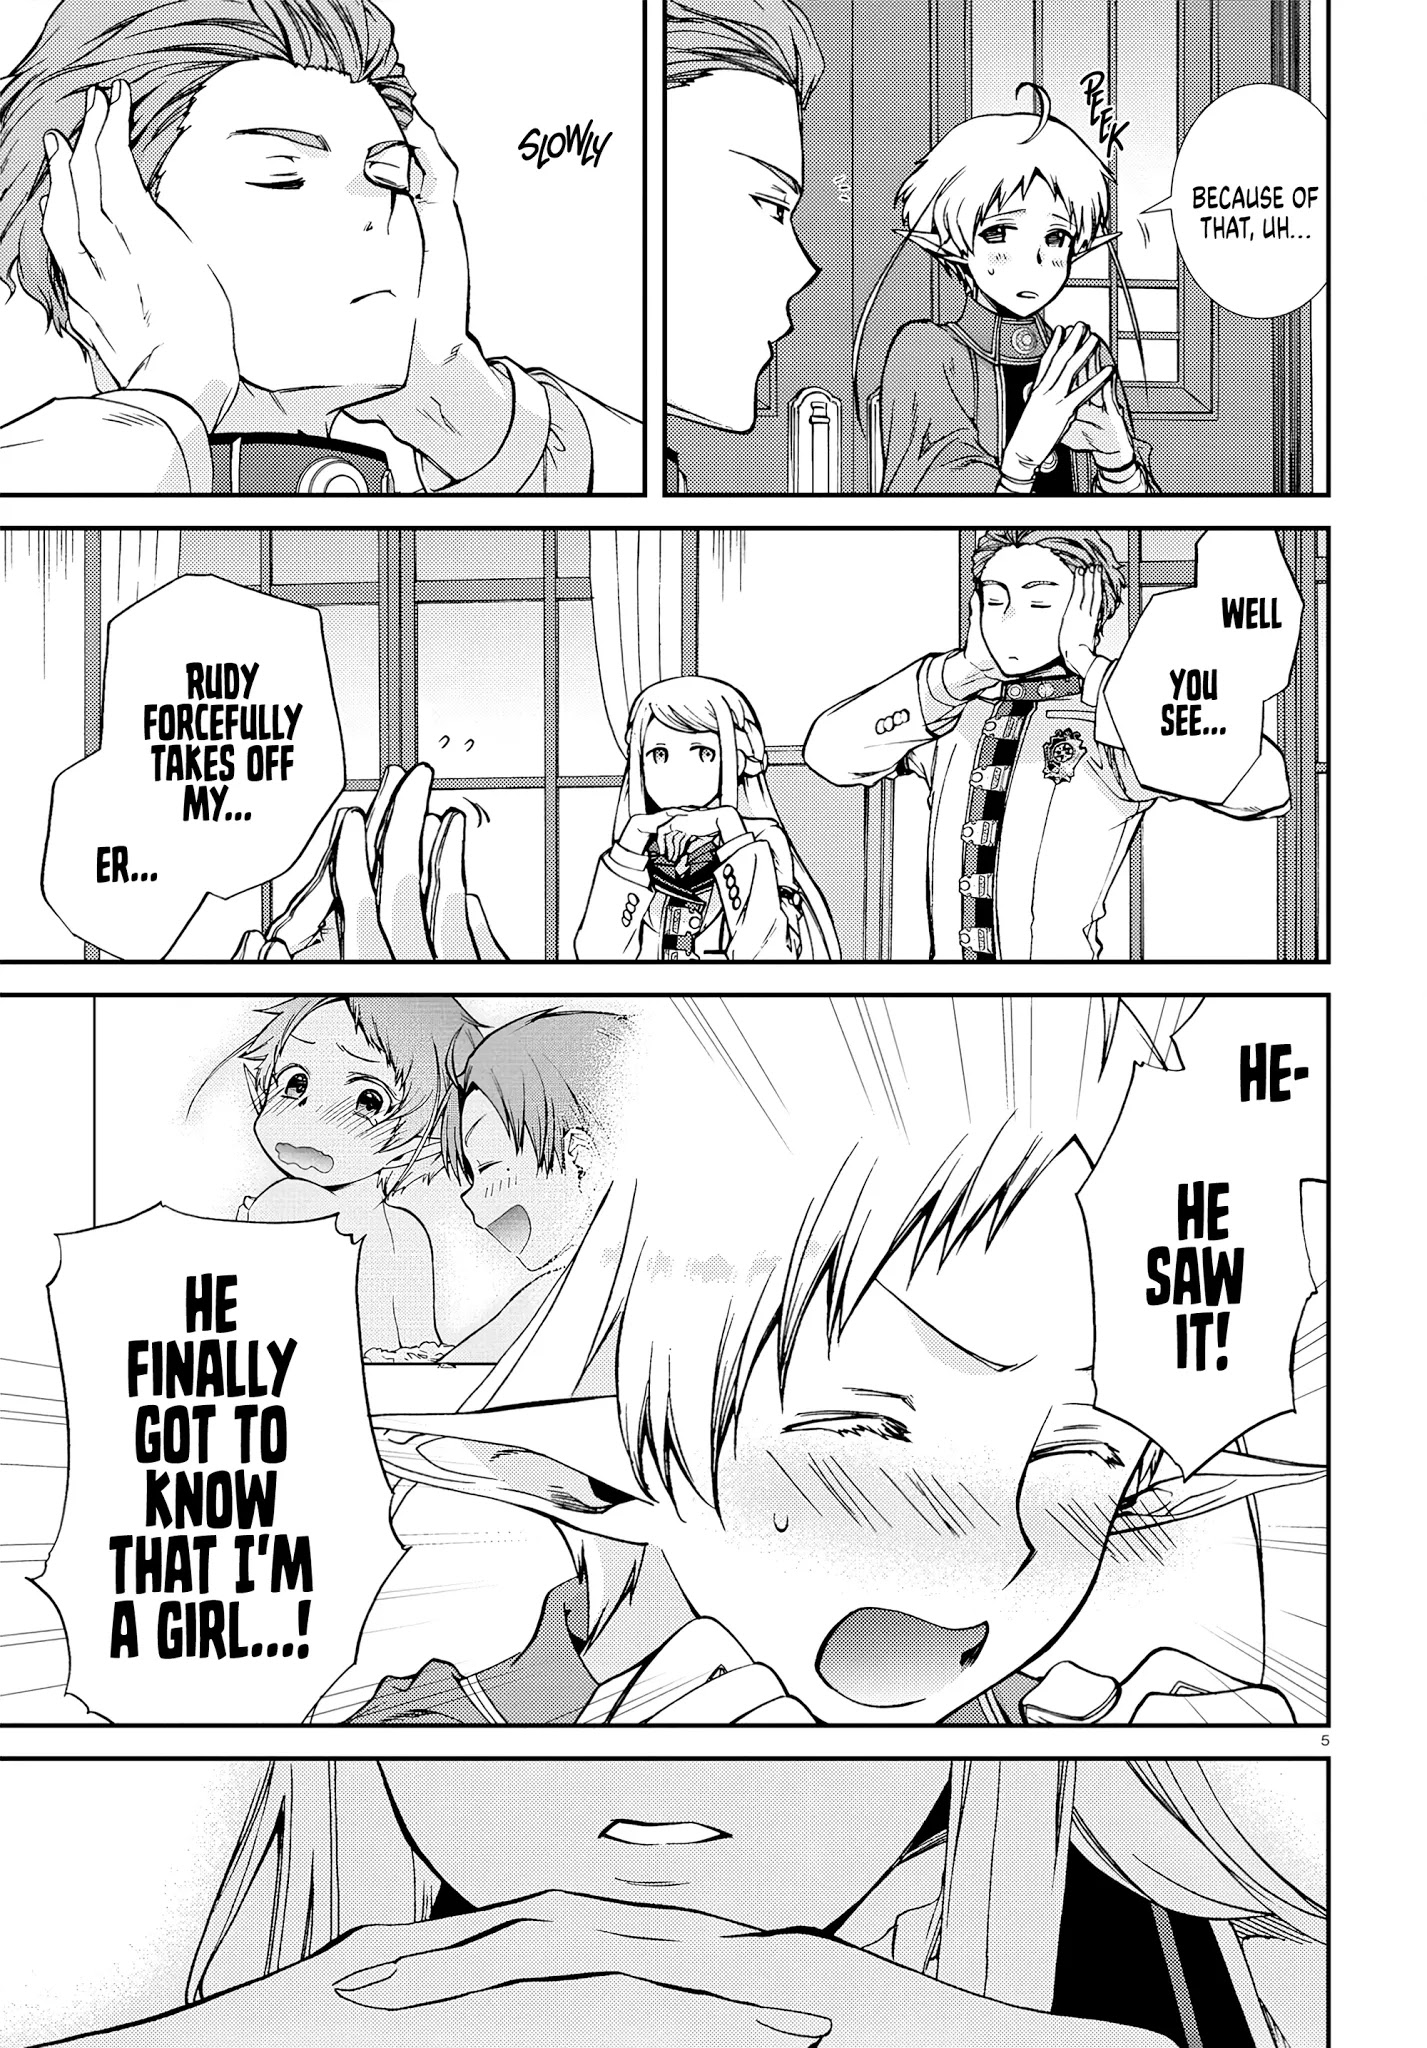 PEEK
BECAUSE OF
THAT, UH...
SLOWLY
WELL
YOU
SEE...
RUDY
FORCEFULLY
TAKES OFF
MY...
ER...
HE-
HE
SAW
IT!
HE
FINALLY
GOT TO
KNOW
THAT I'M
A GIRL...!
5